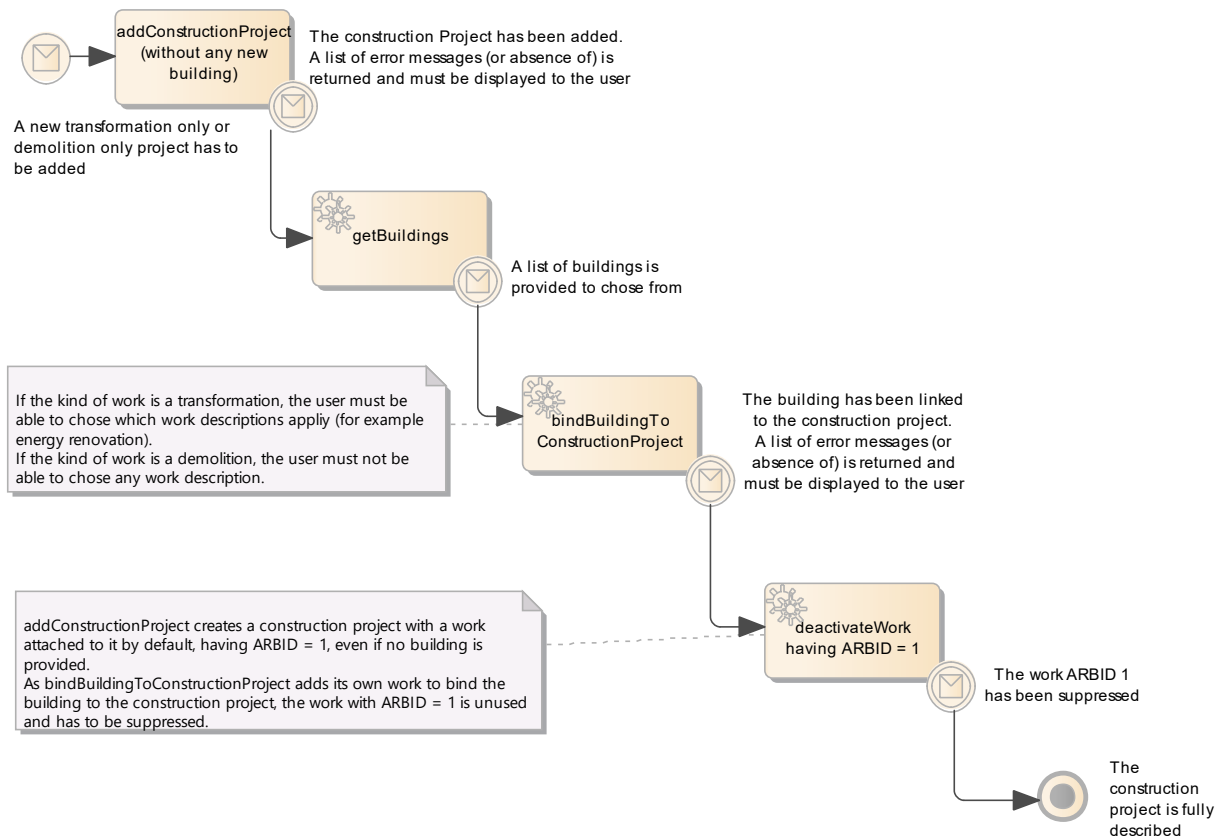 addConstructionProject
(without any new
building)
The construction Project has been added.
A list of error messages (or absence of) is
returned and must be displayed to the user
A new transformation only or
demolition only project has to
be added
getBuildings
A list of buildings is
provided to chose from
If the kind of work is a transformation, the user must be
able to chose which work descriptions appliy (for example
energy renovation).
If the kind of work is a demolition, the user must not be
able to chose any work description.
bindBuildingTo
ConstructionProject
The building has been linked
to the construction project.
A list of error messages (or
absence of) is returned and
must be displayed to the user
addConstructionProject creates a construction project with a work
attached to it by default, having ARBID = 1, even if no building is
provided.
As bindBuildingToConstructionProject adds its own work to bind the
building to the construction project, the work with ARBID = 1 is unused
and has to be suppressed.
deactivateWork
having ARBID = 1
The work ARBID 1
has been suppressed
The
construction
project is fully
described